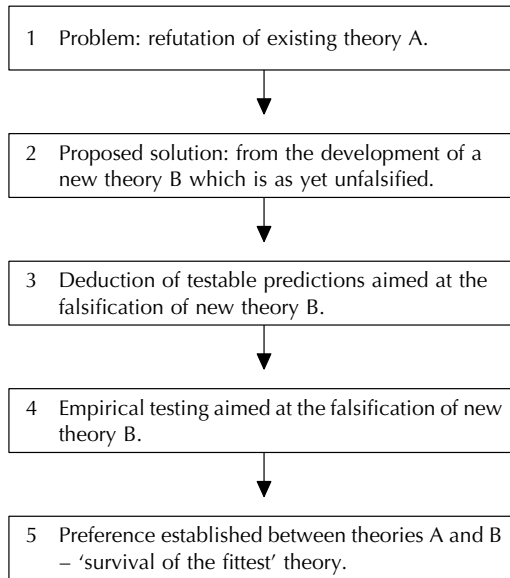 1 Problem: refutation of existing theory A.
2 Proposed solution: from the development of a
new theory B which is as yet unfalsified.
3 Deduction of testable predictions aimed at the
falsification of new theory B.
4 Empirical testing aimed at the falsification of new
theory B.
5 Preference established between theories A and B
– ‘survival of the fittest’ theory.